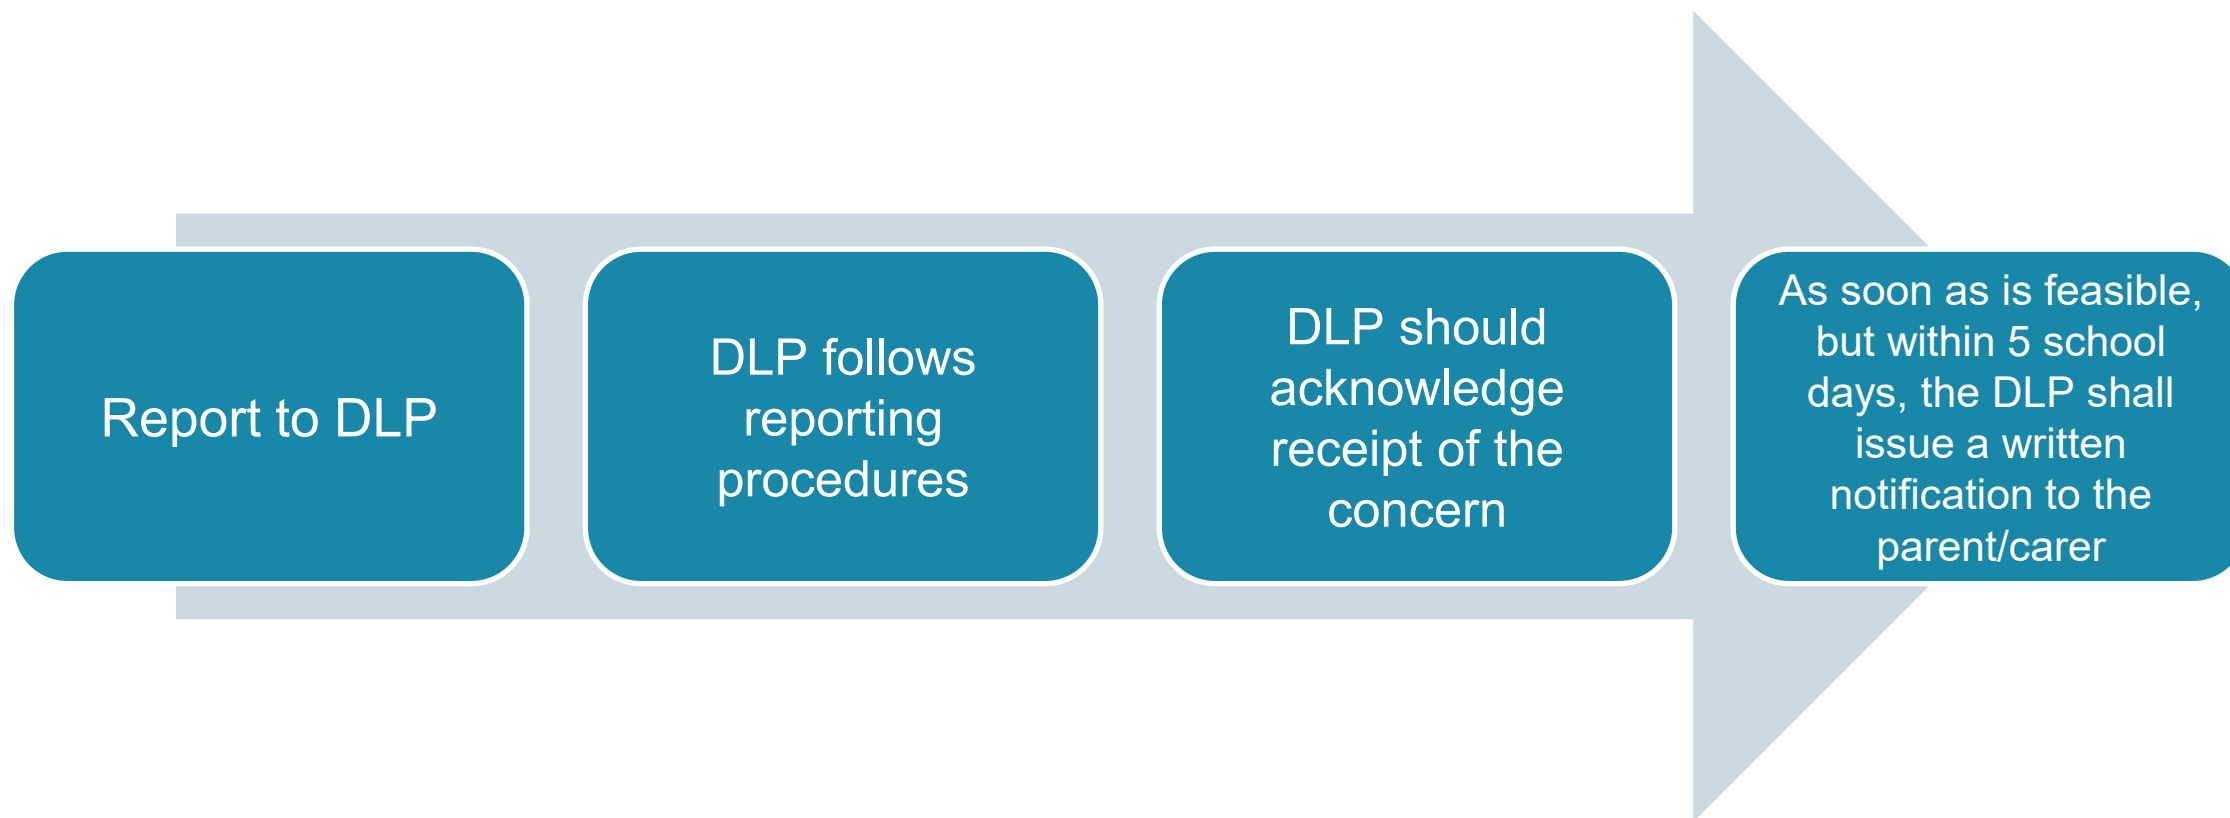 Report to DLP
DLP follows
reporting
procedures
DLP should
acknowledge
receipt of the
concern
As soon as is feasible,
but within 5 school
days, the DLP shall
issue a written
notification to the
parent/carer